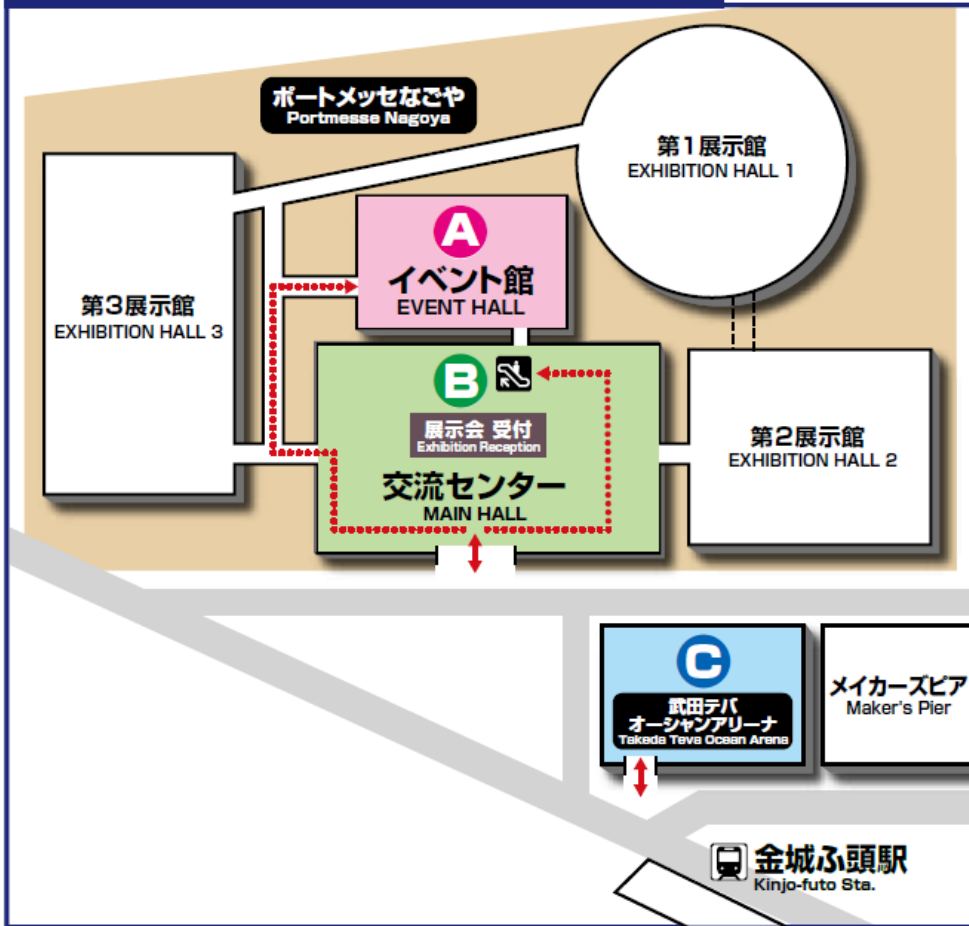 ポートメッセなごや
Portmesse Nagoya
第1展示館
EXHIBITION HALL 1
A
イベント館
EVENT HALL
第3展示館
EXHIBITION HALL 3
B
展示会 受付
Exhibition Reception
交流センター
MAIN HALL
第2展示館
EXHIBITION HALL 2
C
武田テバ
オーシャンアリーナ
Takeda Teva Ocean Arena
メイカーズピア
Maker's Pier
金城ふ頭駅
Kinjo-futo Sta.